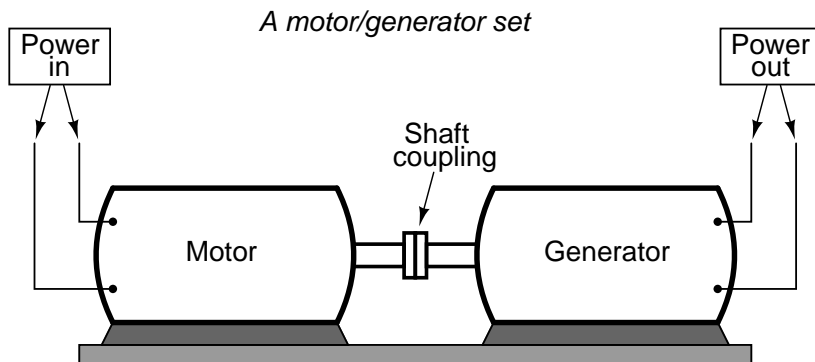 A motor/generator set
Power
in
Power
out
Shaft
coupling
Motor
Generator